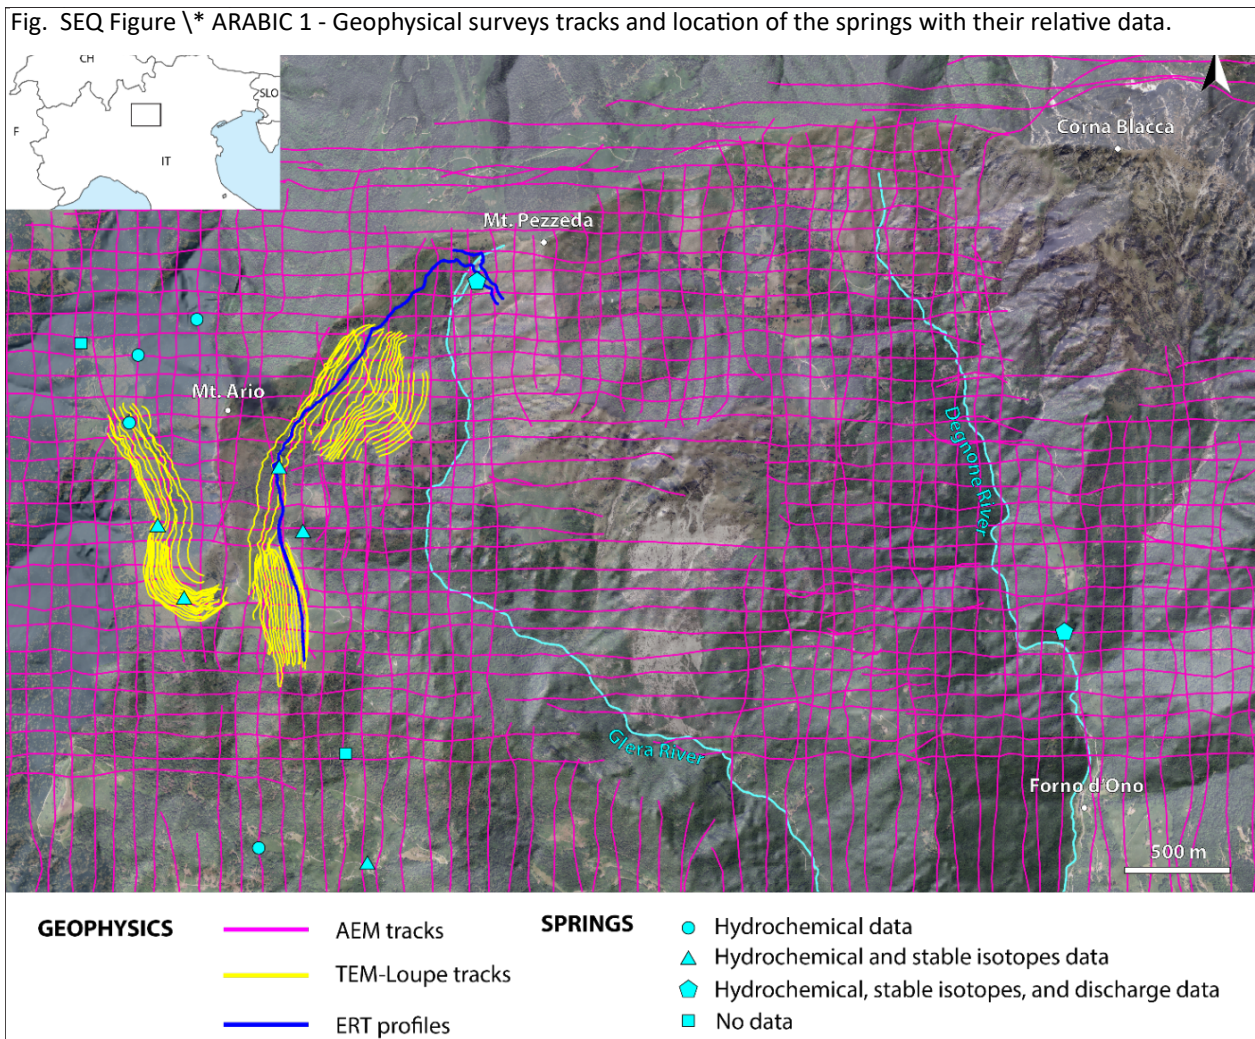 Fig.  SEQ Figure \* ARABIC 1 - Geophysical surveys tracks and location of the springs with their relative data.
CH
SLO
F
IT
Corna Blacca
Mt. Pezzeda
Mt. Ario
Degnone River
Glera River
Forno d'Ono
500 m
GEOPHYSICS
AEM tracks
TEM-Loupe tracks
ERT profiles
SPRINGS
Hydrochemical data
Hydrochemical and stable isotopes data
Hydrochemical, stable isotopes, and discharge data
No data